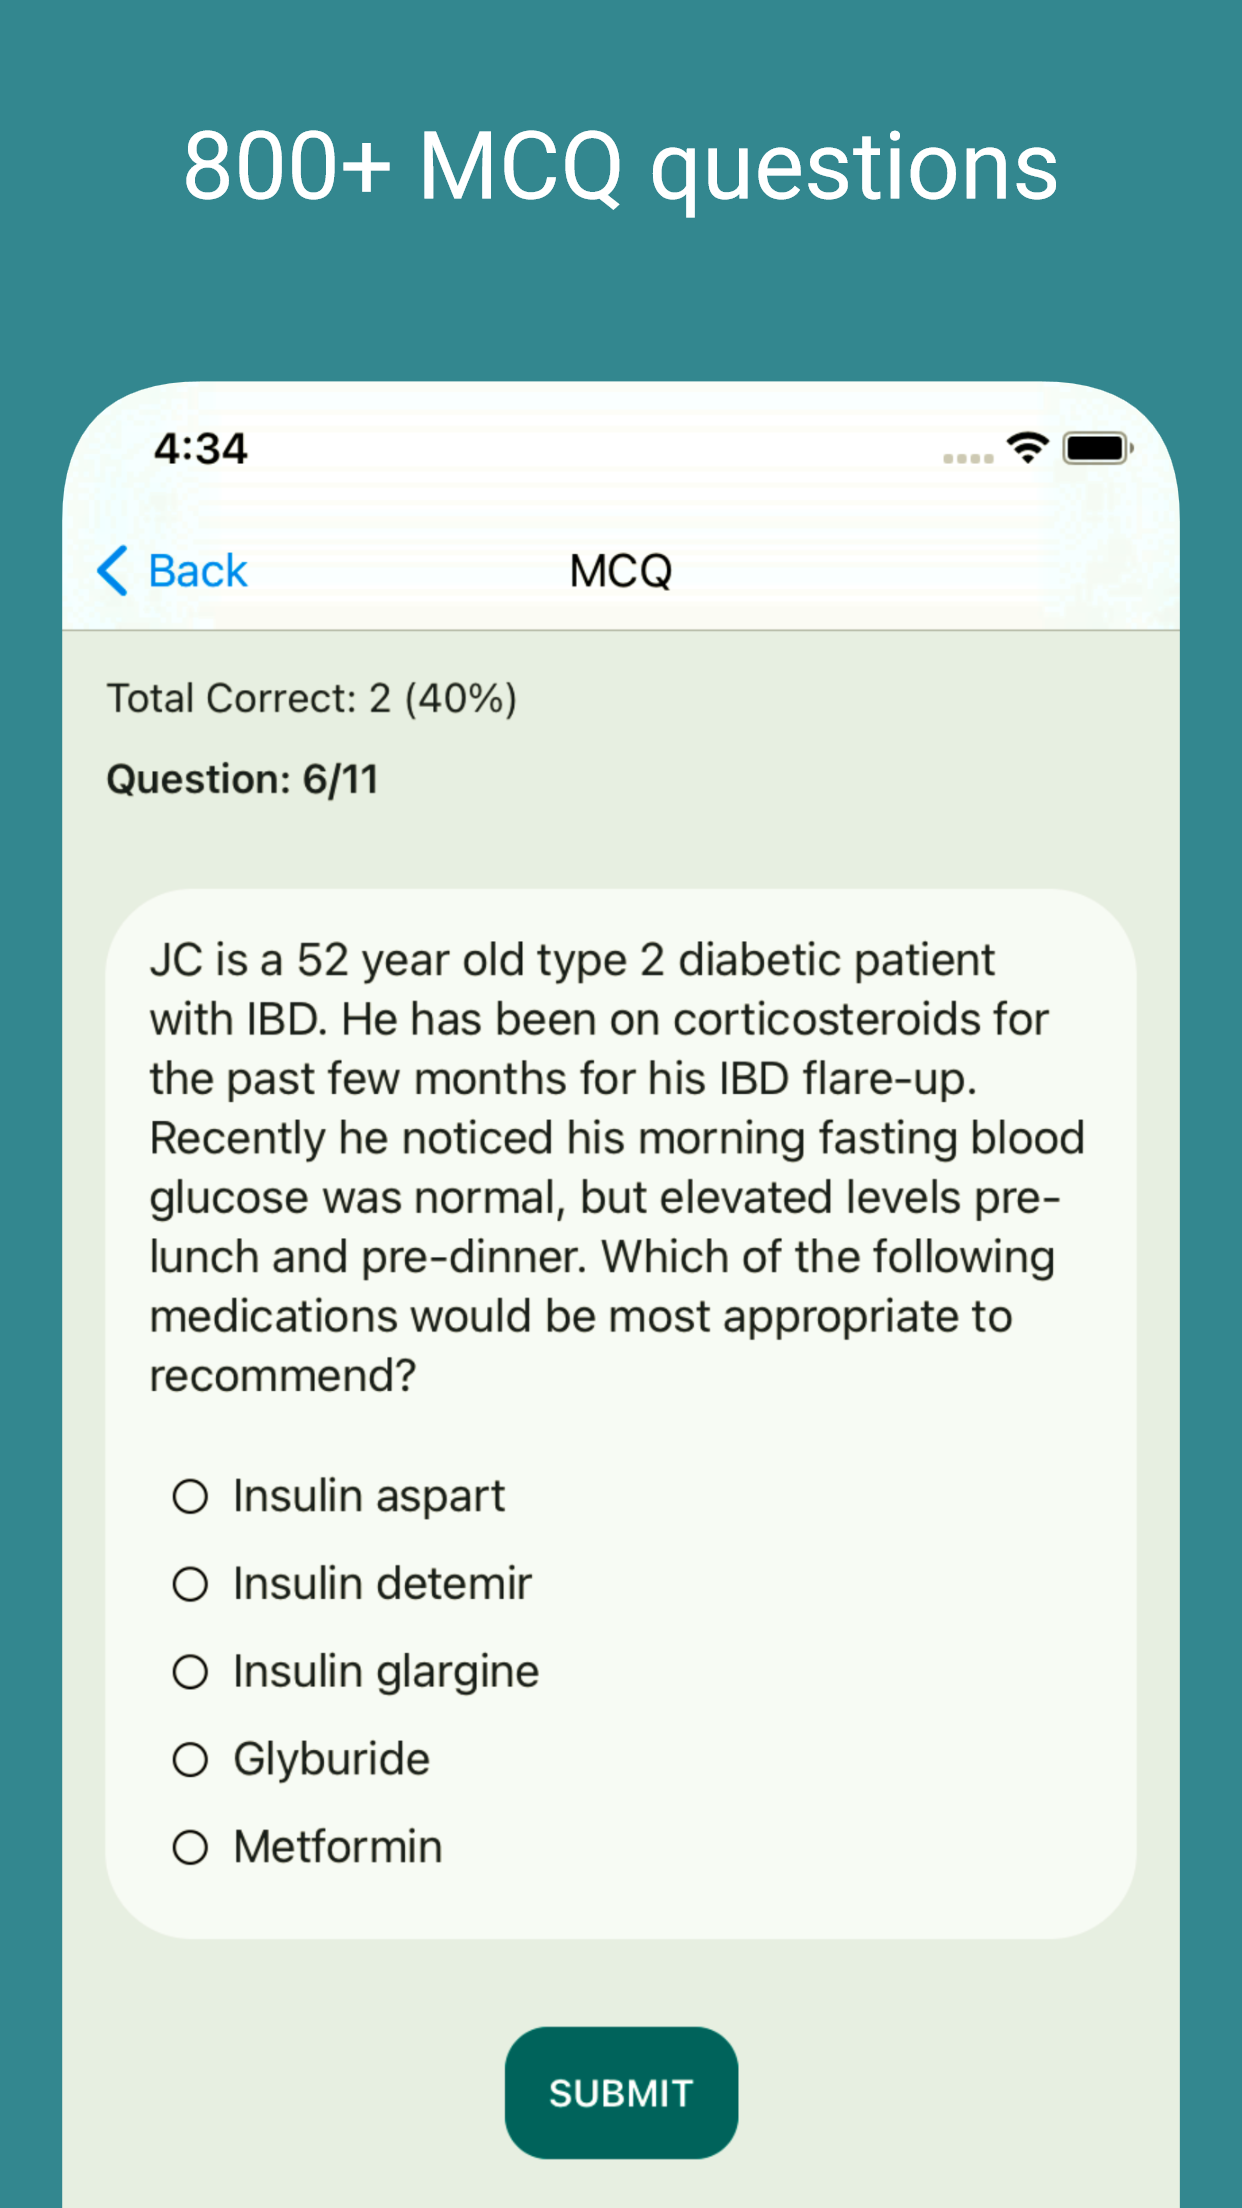 800+ MCQ questions
4:34
Back
MCQ
Total Correct: 2 (40%)
Question: 6/11
JC is a 52 year old type 2 diabetic patient
with IBD. He has been on corticosteroids for
the past few months for his IBD flare-up.
Recently he noticed his morning fasting blood
glucose was normal, but elevated levels pre-
lunch and pre-dinner. Which of the following
medications would be most appropriate to
recommend?
Insulin aspart
Insulin detemir
Insulin glargine
Glyburide
Metformin
SUBMIT